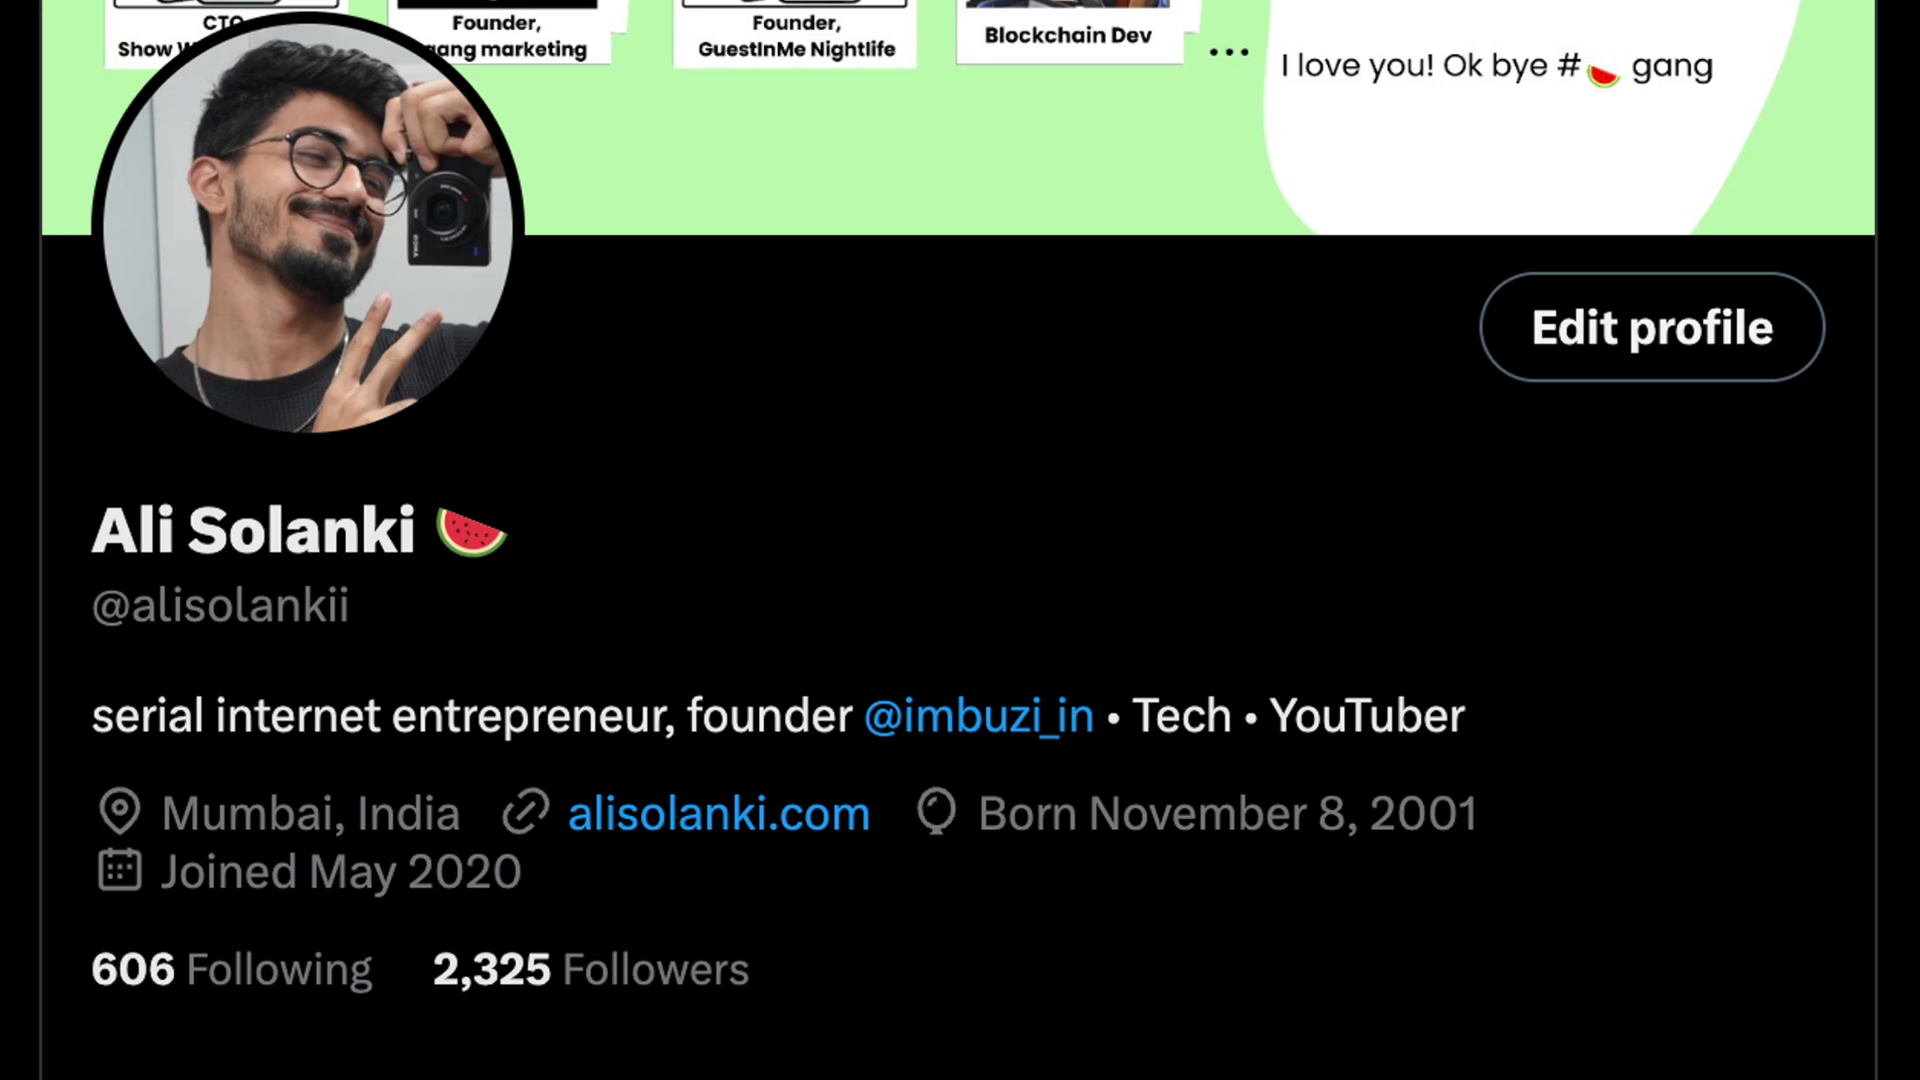 CTO
Founder,
Founder,
Blockchain Dev
Show
gang marketing
GuestInMe Nightlife
...
I love you! Ok bye #🍉 gang
SONY
Edit profile
Ali Solanki 🍉
@alisolankii
serial internet entrepreneur, founder @imbuzi_in • Tech • YouTuber
Mumbai, India alisolanki.com Born November 8, 2001
Joined May 2020
606 Following 2,325 Followers